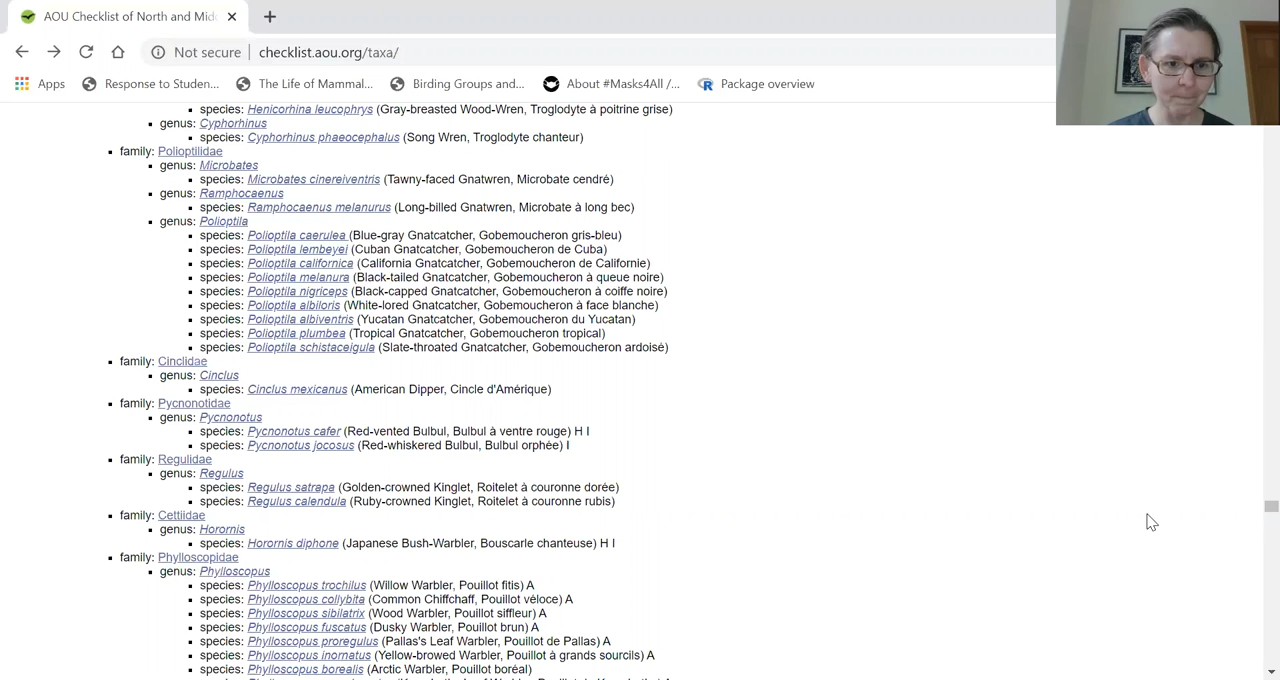 AOU Checklist of North and Mid
Not secure checklist.aou.org/taxa/
Apps Response to Studen... The Life of Mammal... Birding Groups and... About #Masks4All /... Package overview
species: Henicorhina leucophrys (Gray-breasted Wood-Wren, Troglodyte à poitrine grise)
genus: Cyphorhinus
species: Cyphorhinus phaeocephalus (Song Wren, Troglodyte chanteur)
family: Polioptilidae
genus: Microbates
species: Microbates cinereiventris (Tawny-faced Gnatwren, Microbate cendré)
genus: Ramphocaenus
species: Ramphocaenus melanurus (Long-billed Gnatwren, Microbate à long bec)
genus: Polioptila
species: Polioptila caerulea (Blue-gray Gnatcatcher, Gobemoucheron gris-bleu)
species: Polioptila lembeyei (Cuban Gnatcatcher, Gobemoucheron de Cuba)
species: Polioptila californica (California Gnatcatcher, Gobemoucheron de Californie)
species: Polioptila melanura (Black-tailed Gnatcatcher, Gobemoucheron à queue noire)
species: Polioptila nigriceps (Black-capped Gnatcatcher, Gobemoucheron à coiffe noire)
species: Polioptila albiloris (White-lored Gnatcatcher, Gobemoucheron à face blanche)
species: Polioptila albiventris (Yucatan Gnatcatcher, Gobemoucheron du Yucatan)
species: Polioptila plumbea (Tropical Gnatcatcher, Gobemoucheron tropical)
species: Polioptila schistaceigula (Slate-throated Gnatcatcher, Gobemoucheron ardoisé)
family: Cinclidae
genus: Cinclus
species: Cinclus mexicanus (American Dipper, Cincle d'Amérique)
family: Pycnonotidae
genus: Pycnonotus
species: Pycnonotus cafer (Red-vented Bulbul, Bulbul à ventre rouge) H I
species: Pycnonotus jocosus (Red-whiskered Bulbul, Bulbul orphée) I
family: Regulidae
genus: Regulus
species: Regulus satrapa (Golden-crowned Kinglet, Roitelet à couronne dorée)
species: Regulus calendula (Ruby-crowned Kinglet, Roitelet à couronne rubis)
family: Cettiidae
genus: Horornis
species: Horornis diphone (Japanese Bush-Warbler, Bouscarle chanteuse) H I
family: Phylloscopidae
genus: Phylloscopus
species: Phylloscopus trochilus (Willow Warbler, Pouillot fitis) A
species: Phylloscopus collybita (Common Chiffchaff, Pouillot véloce) A
species: Phylloscopus sibilatrix (Wood Warbler, Pouillot siffleur) A
species: Phylloscopus fuscatus (Dusky Warbler, Pouillot brun) A
species: Phylloscopus proregulus (Pallas's Leaf Warbler, Pouillot de Pallas) A
species: Phylloscopus inornatus (Yellow-browed Warbler, Pouillot à grands sourcils) A
species: Phylloscopus borealis (Arctic Warbler, Pouillot boréal)